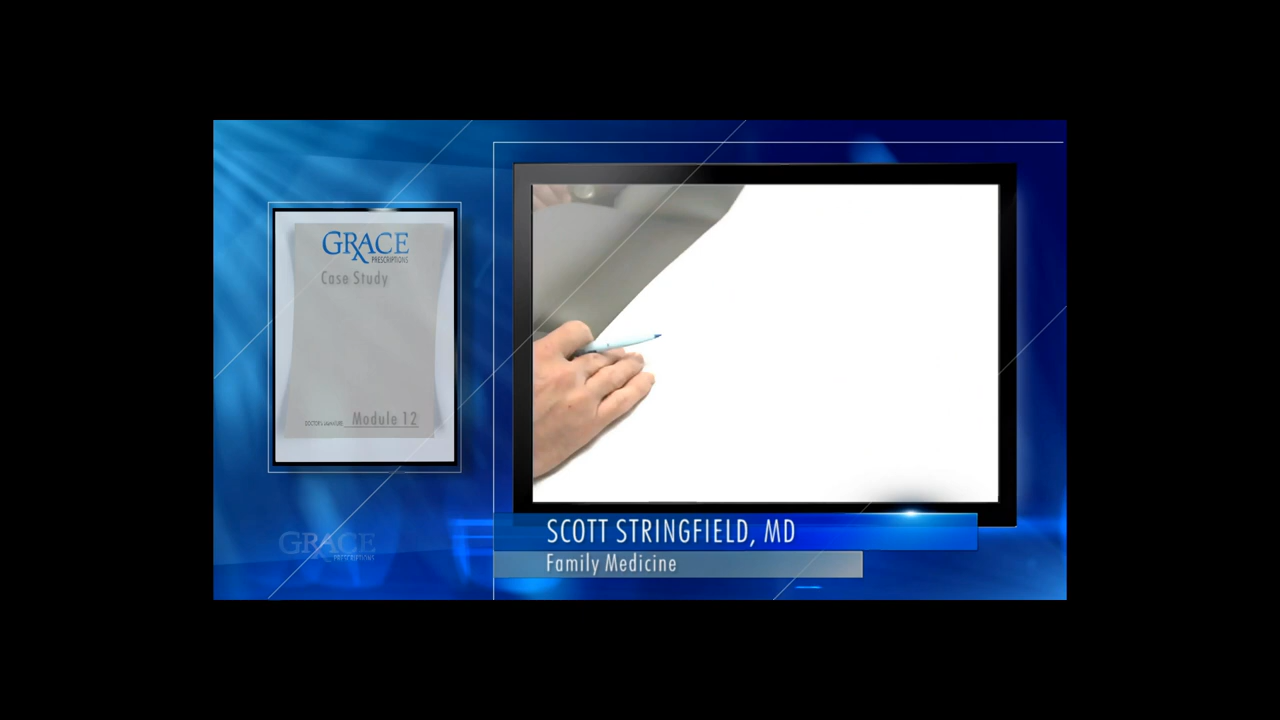 GRACE
PRESCRIPTIONS
Case Study
Module 12
SCOTT STRINGFIELD, MD
Family Medicine
GRACE
PRESCRIPTIONS